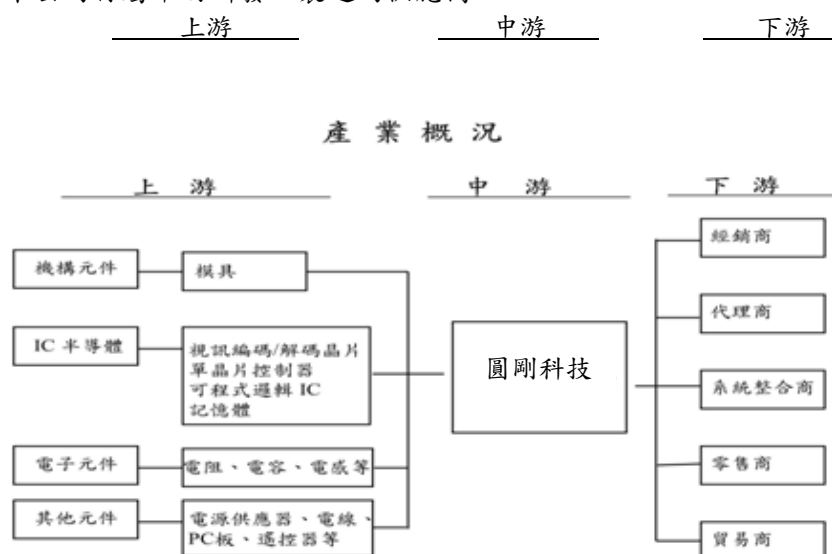 上游 中游 下游
產業概況
上游 中游 下游
機構元件 模具
IC 半導體
視訊編碼/解碼晶片
單晶片控制器
可程式邏輯 IC
記憶體
電子元件 電阻、電容、電感等
其他元件
電源供應器、電線、
PC板、遙控器等
圓剛科技
經銷商
代理商
系統整合商
零售商
貿易商